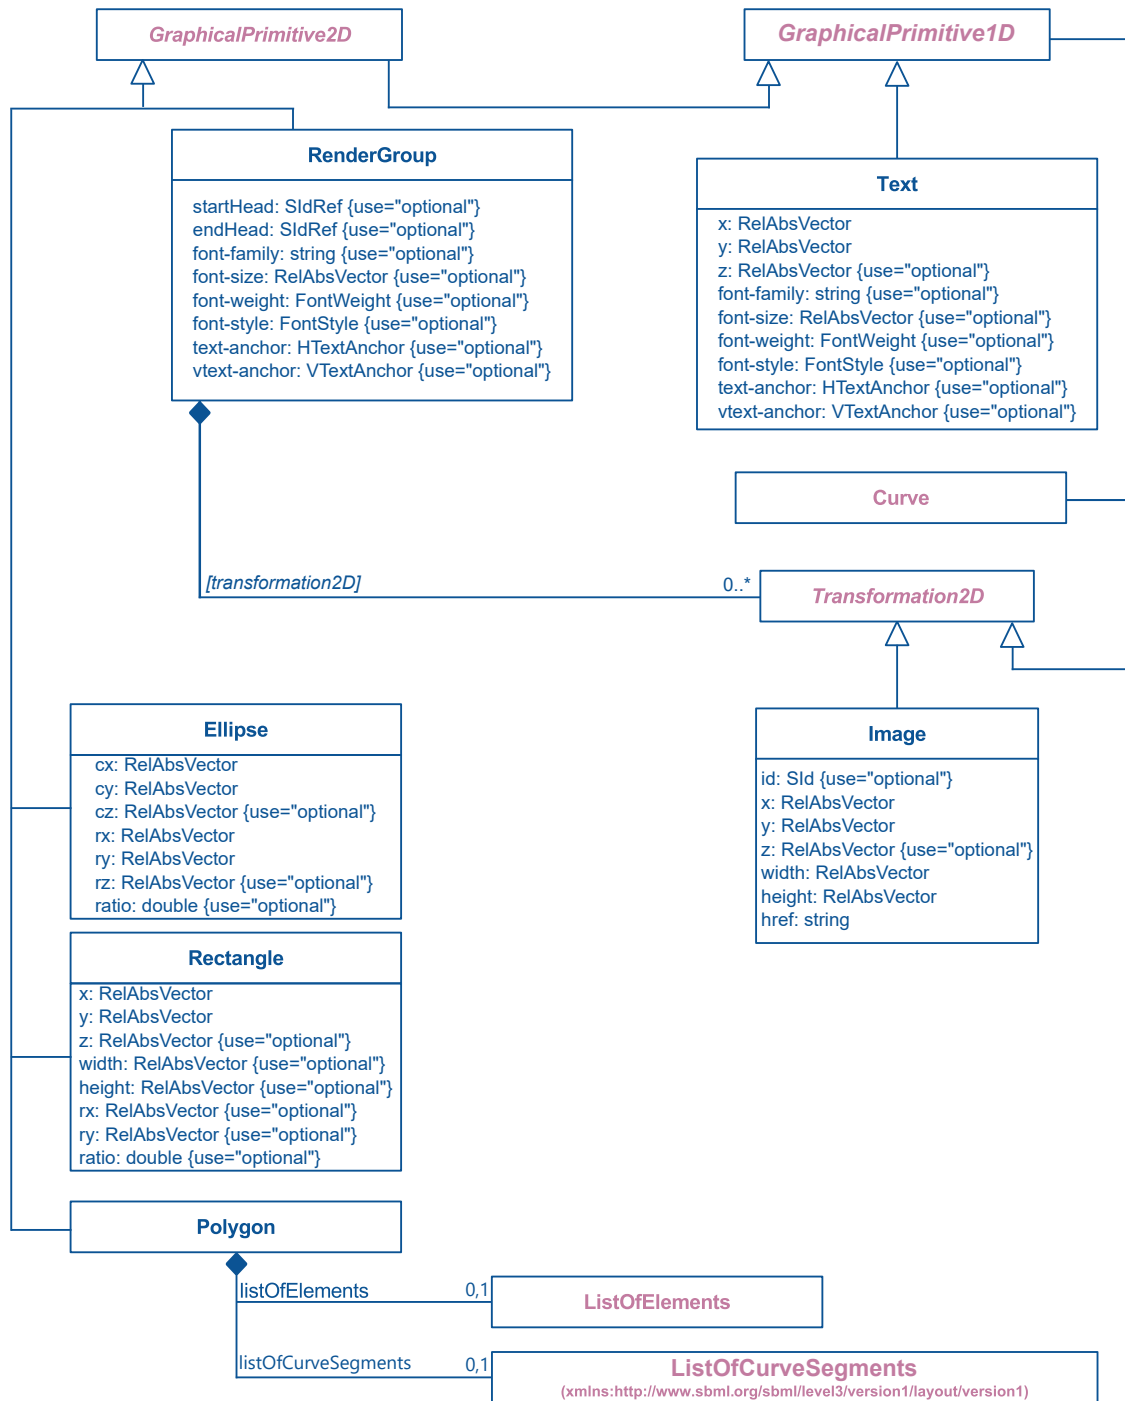 GraphicalPrimitive2D
GraphicalPrimitive1D
RenderGroup
startHead: SIdRef {use="optional"}
endHead: SIdRef {use="optional"}
font-family: string {use="optional"}
font-size: RelAbsVector {use="optional"}
font-weight: FontWeight {use="optional"}
font-style: FontStyle {use="optional"}
text-anchor: HTextAnchor {use="optional"}
vtext-anchor: VTextAnchor {use="optional"}
Text
x: RelAbsVector
y: RelAbsVector
z: RelAbsVector {use="optional"}
font-family: string {use="optional"}
font-size: RelAbsVector {use="optional"}
font-weight: FontWeight {use="optional"}
font-style: FontStyle {use="optional"}
text-anchor: HTextAnchor {use="optional"}
vtext-anchor: VTextAnchor {use="optional"}
Curve
[transformation2D]
0..*
Transformation2D
Ellipse
cx: RelAbsVector
cy: RelAbsVector
cz: RelAbsVector {use="optional"}
rx: RelAbsVector
ry: RelAbsVector
rz: RelAbsVector {use="optional"}
ratio: double {use="optional"}
Image
id: SId {use="optional"}
x: RelAbsVector
y: RelAbsVector
z: RelAbsVector {use="optional"}
width: RelAbsVector
height: RelAbsVector
href: string
Rectangle
x: RelAbsVector
y: RelAbsVector
z: RelAbsVector {use="optional"}
width: RelAbsVector {use="optional"}
height: RelAbsVector {use="optional"}
rx: RelAbsVector {use="optional"}
ry: RelAbsVector {use="optional"}
ratio: double {use="optional"}
Polygon
listOfElements
0,1
ListOfElements
listOfCurveSegments
0,1
ListOfCurveSegments
(xmlns:http://www.sbml.org/sbml/level3/version1/layout/version1)